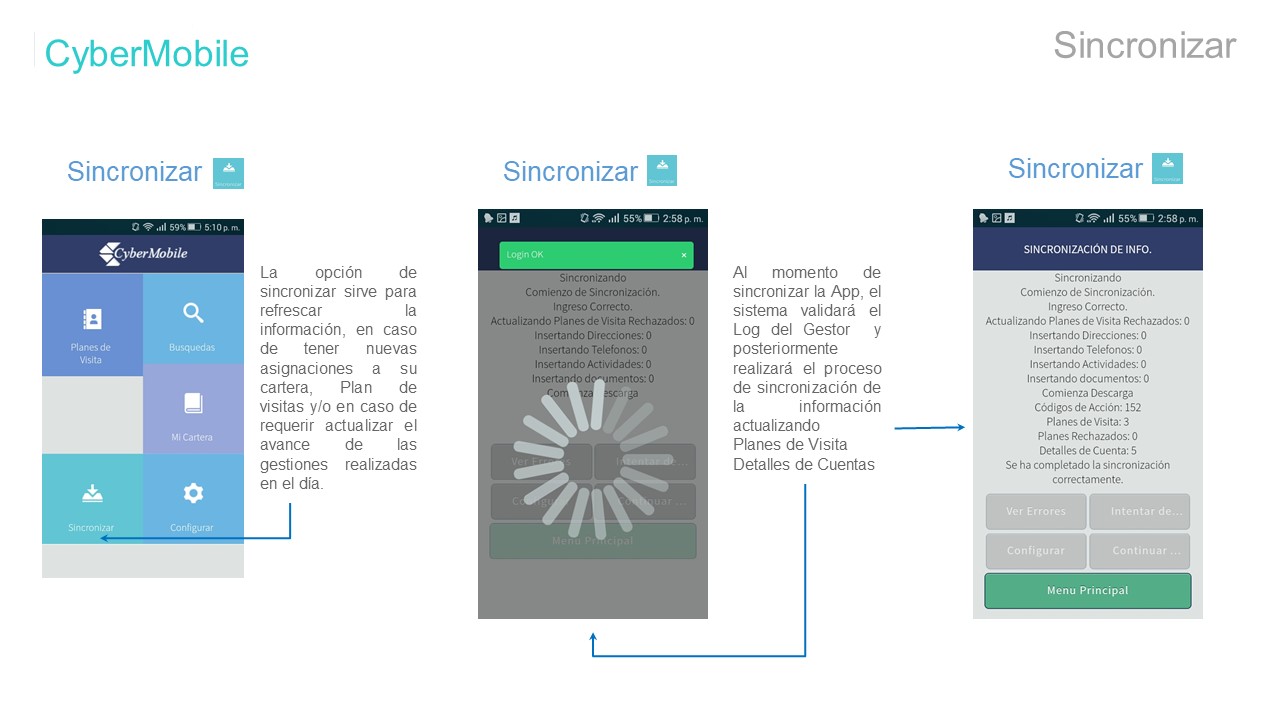 CyberMobile
Sincronizar
Sincronizar
Sincronizar
59% 5:10 p. m.
CyberMobile
Planes de
Visita
Busquedas
Mi Cartera
Sincronizar
Configurar
La opción de
sincronizar sirve para
refrescar la
información, en caso
de tener nuevas
asignaciones a su
cartera, Plan de
visitas y/o en caso de
requerir actualizar el
avance de las
gestiones realizadas
en el día.
Sincronizar
Sincronizar
55% 2:58 p. m.
Login OK ×
Sincronizando
Comienzo de Sincronización.
Ingreso Correcto.
Actualizando Planes de Visita Rechazados: 0
Insertando Direcciones: 0
Insertando Telefonos: 0
Insertando Actividades: 0
Insertando documentos: 0
Comienza Descarga
Ver Errores
Intentar de...
Configurar
Continuar ...
Menu Principal
Al momento de
sincronizar la App, el
sistema validará el
Log del Gestor y
posteriormente
realizará el proceso
de sincronización de
la información
actualizando
Planes de Visita
Detalles de Cuentas
Sincronizar
Sincronizar
55% 2:58 p. m.
SINCRONIZACIÓN DE INFO.
Sincronizando
Comienzo de Sincronización.
Ingreso Correcto.
Actualizando Planes de Visita Rechazados: 0
Insertando Direcciones: 0
Insertando Telefonos: 0
Insertando Actividades: 0
Insertando documentos: 0
Comienza Descarga
Códigos de Acción: 152
Planes de Visita: 3
Planes Rechazados: 0
Detalles de Cuenta: 5
Se ha completado la sincronización
correctamente.
Ver Errores
Intentar de...
Configurar
Continuar ...
Menu Principal